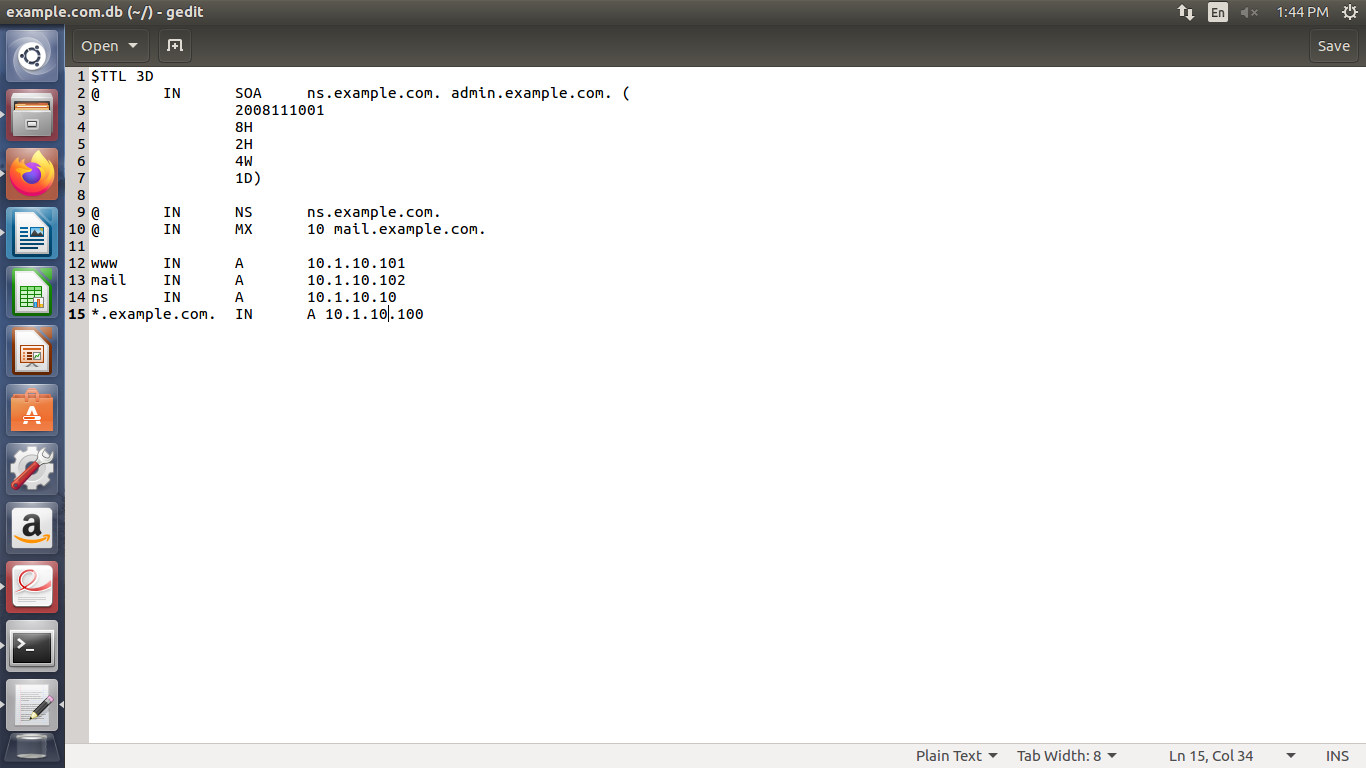 example.com.db (~/) - gedit
En
1:44 PM
Open
Save
1 $TTL 3D
2 @ IN SOA ns.example.com. admin.example.com. (
3 2008111001
4 8H
5 2H
6 4W
7 1D)
8
9 @ IN NS ns.example.com.
10 @ IN MX 10 mail.example.com.
11
12 www IN A 10.1.10.101
13 mail IN A 10.1.10.102
14 ns IN A 10.1.10.10
15 *.example.com. IN A 10.1.10.100
Plain Text Tab Width: 8 Ln 15, Col 34 INS